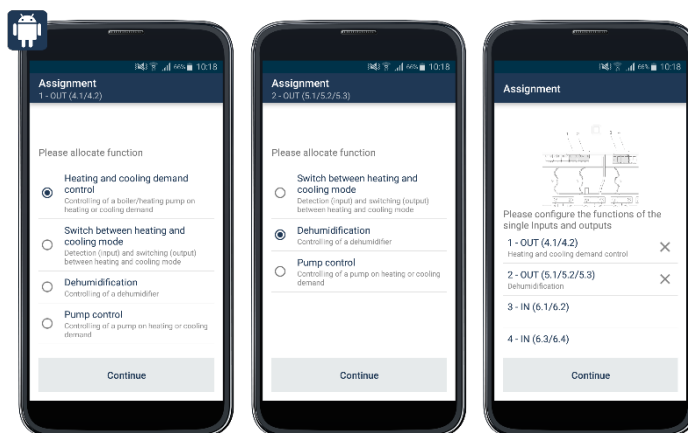 66% 10:18
Assignment
1 - OUT (4.1/4.2)
Please allocate function
Heating and cooling demand
control
Controlling of a boiler/heating pump on
heating or cooling demand
Switch between heating and
cooling mode
Detection (input) and switching (output)
between heating and cooling mode
Dehumidification
Controlling of a dehumidifier
Pump control
Controlling of a pump on heating or cooling
demand
Continue
66% 10:18
Assignment
2 - OUT (5.1/5.2/5.3)
Please allocate function
Switch between heating and
cooling mode
Detection (input) and switching (output)
between heating and cooling mode
Dehumidification
Controlling of a dehumidifier
Pump control
Controlling of a pump on heating or cooling
demand
Continue
66% 10:18
Assignment
Please configure the functions of the
single Inputs and outputs
1 - OUT (4.1/4.2)
Heating and cooling demand control
2 - OUT (5.1/5.2/5.3)
Dehumidification
3 - IN (6.1/6.2)
4 - IN (6.3/6.4)
Continue